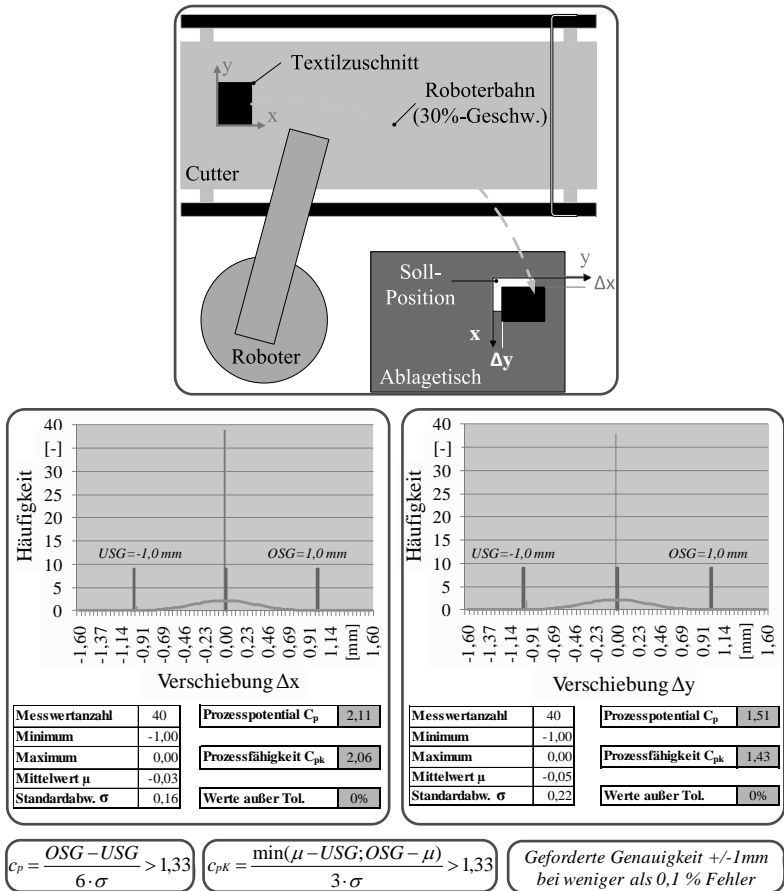 y
x
Textilzuschnitt
Roboterbahn
(30%-Geschw.)
Cutter
Roboter
Soll-
Position
y
Δx
x
Δy
Ablagetisch
Häufigkeit
[-]
40
35
30
25
20
15
10
5
0
USG=-1,0 mm
OSG=1,0 mm
-1,60
-1,37
-1,14
-0,91
-0,69
-0,46
-0,23
0,00
0,23
0,46
0,69
0,91
1,14
[mm]
1,60
Verschiebung Δx
Messwertanzahl 40
Minimum -1,00
Maximum 0,00
Mittelwert μ -0,03
Standardabw. σ 0,16
Prozesspotential Cp 2,11
Prozessfähigkeit Cpk 2,06
Werte außer Tol. 0%
Häufigkeit
[-]
40
35
30
25
20
15
10
5
0
USG=-1,0 mm
OSG=1,0 mm
-1,60
-1,37
-1,14
-0,91
-0,69
-0,46
-0,23
0,00
0,23
0,46
0,69
0,91
1,14
[mm]
1,60
Verschiebung Δy
Messwertanzahl 40
Minimum -1,00
Maximum 0,00
Mittelwert μ -0,05
Standardabw. σ 0,22
Prozesspotential Cp 1,51
Prozessfähigkeit Cpk 1,43
Werte außer Tol. 0%
cP = (OSG−USG)/(6·σ) > 1,33
cpK = min(μ−USG;OSG−μ)/(3·σ) > 1,33
Geforderte Genauigkeit +/-1mm
bei weniger als 0,1 % Fehler